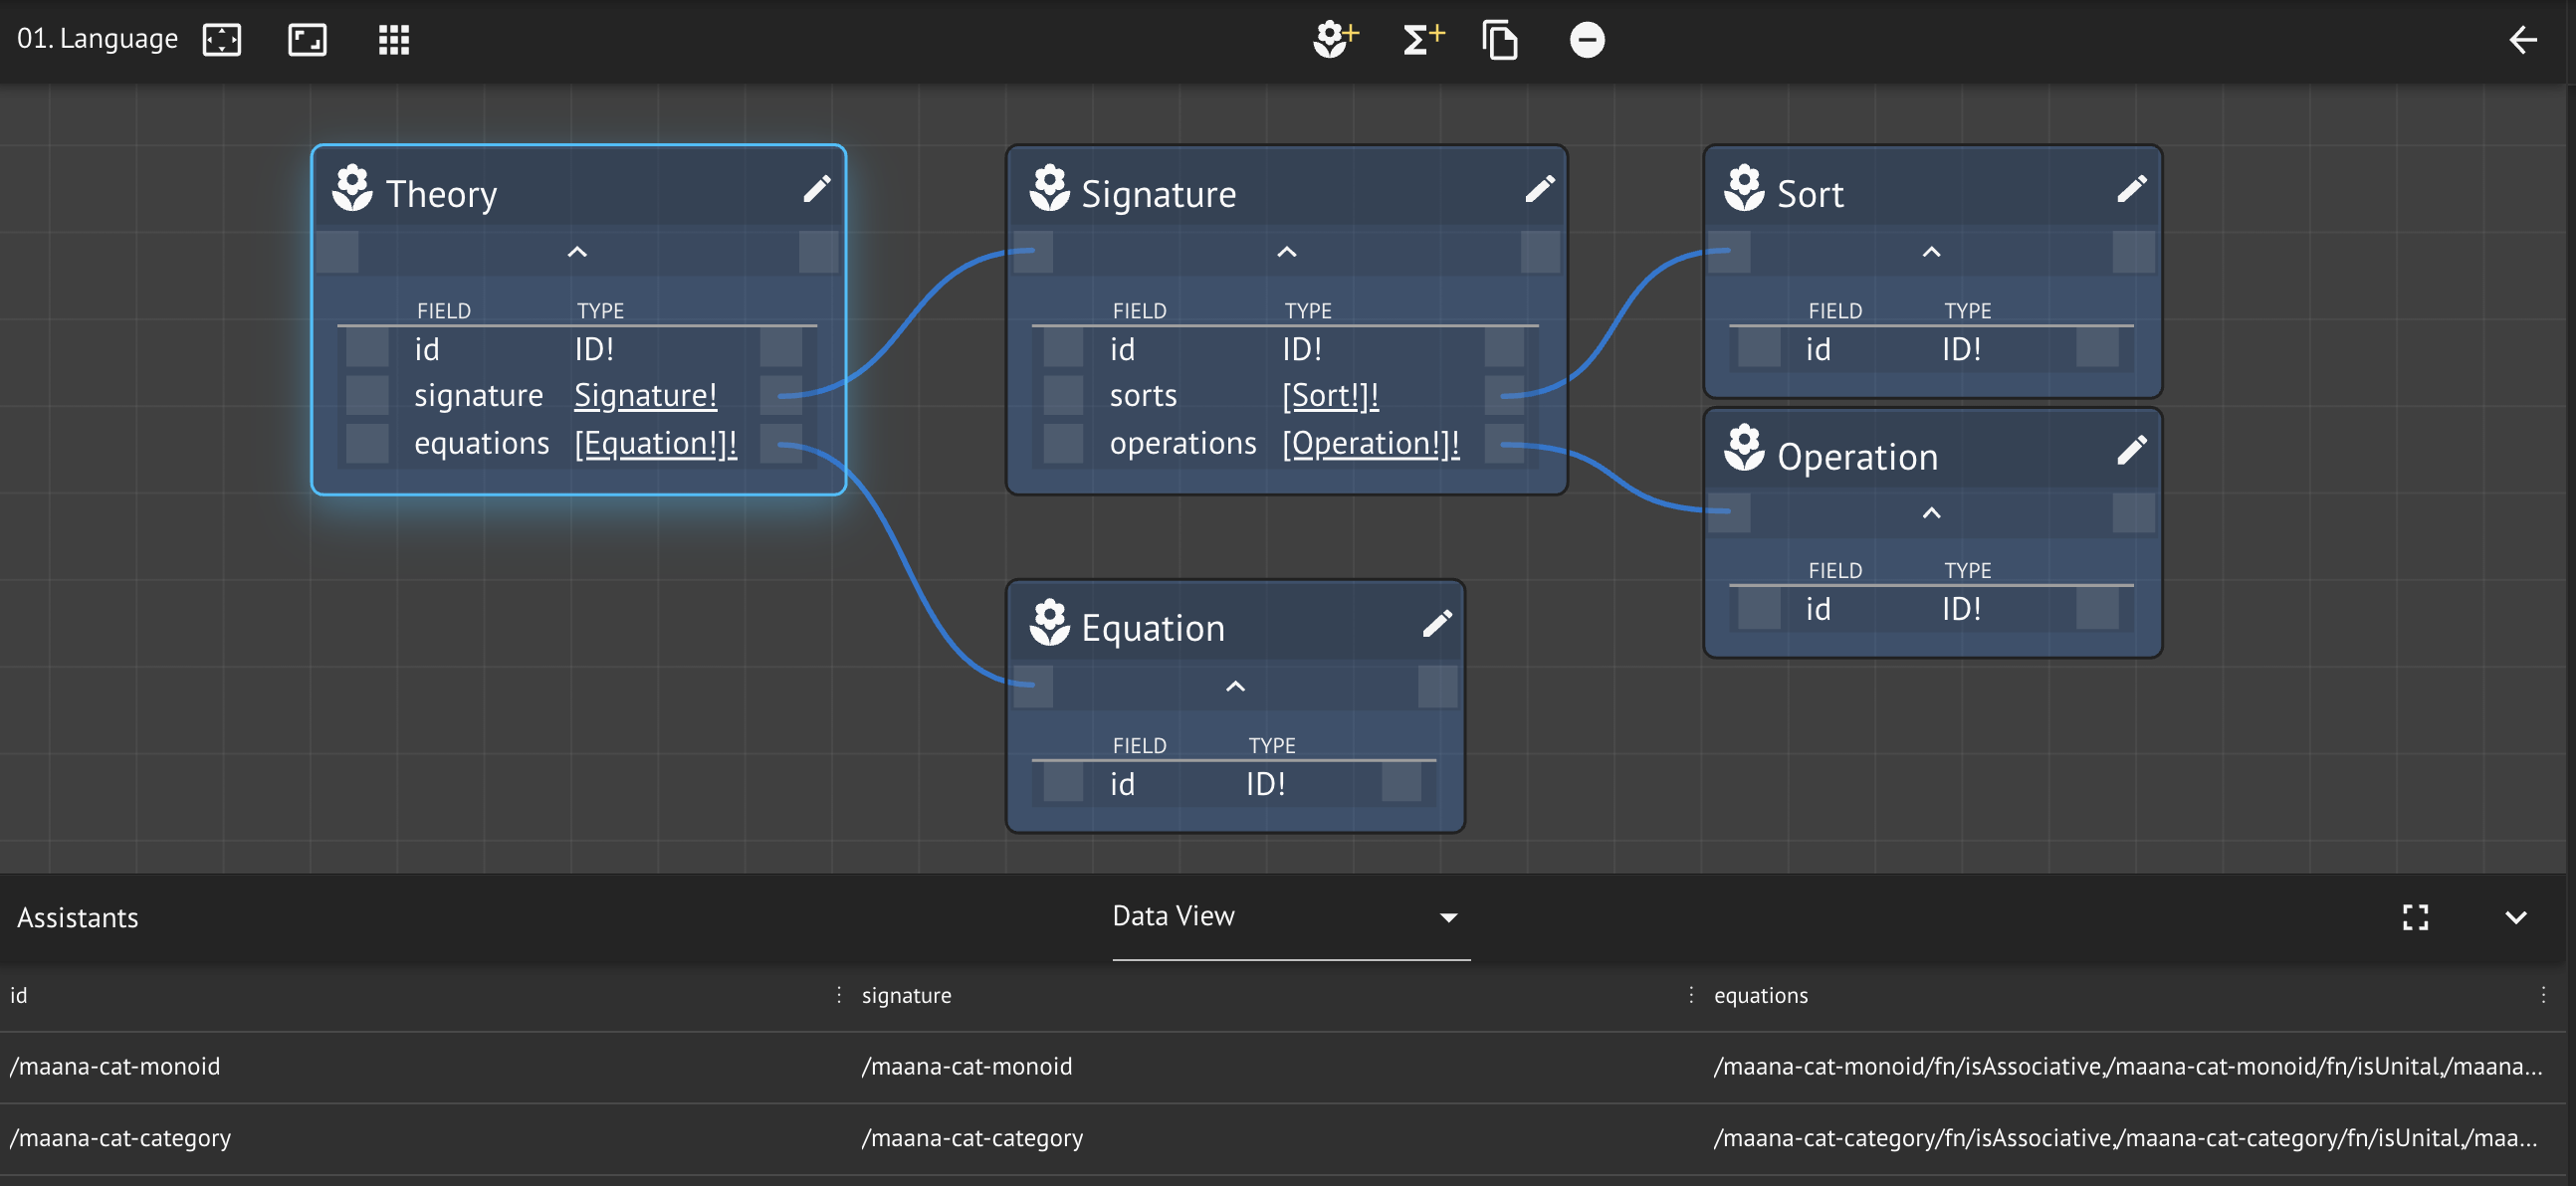 01. Language
Theory
FIELD TYPE
id ID!
signature Signature!
equations [Equation!]!
Signature
FIELD TYPE
id ID!
sorts [Sort!]!
operations [Operation!]!
Sort
FIELD TYPE
id ID!
Operation
FIELD TYPE
id ID!
Equation
FIELD TYPE
id ID!
Assistants
Data View
id signature equations
/maana-cat-monoid /maana-cat-monoid /maana-cat-monoid/fn/isAssociative,/maana-cat-monoid/fn/isUnital,/maana...
/maana-cat-category /maana-cat-category /maana-cat-category/fn/isAssociative,/maana-cat-category/fn/isUnital,/maa...